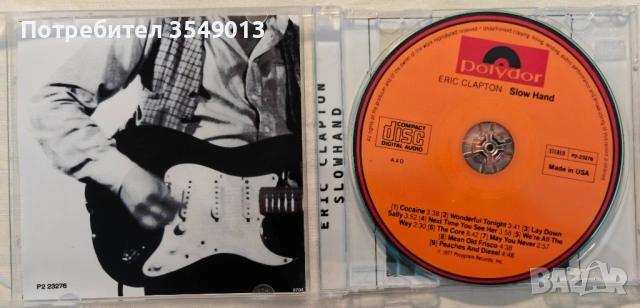 Потребител 3549013
P2 23276
8704
ERIC CLAPTON
SLOWHAND
Polydor
ERIC CLAPTON Slow Hand
COMPACT
disc
DIGITAL AUDIO
AAD
STEREO P2-23276
Made in USA
[1] Cocaine 3:38 [2] Wonderful Tonight 3:41 [3] Lay Down
Sally 3:52 [4] Next Time You See Her 3:58 [5] We're All The
Way 2:30 [6] The Core 8:42 [7] May You Never 2:57
[8] Mean Old Frisco 4:38
[9] Peaches And Diesel 4:46
℗ 1977 Polygram Records, Inc.
bazar